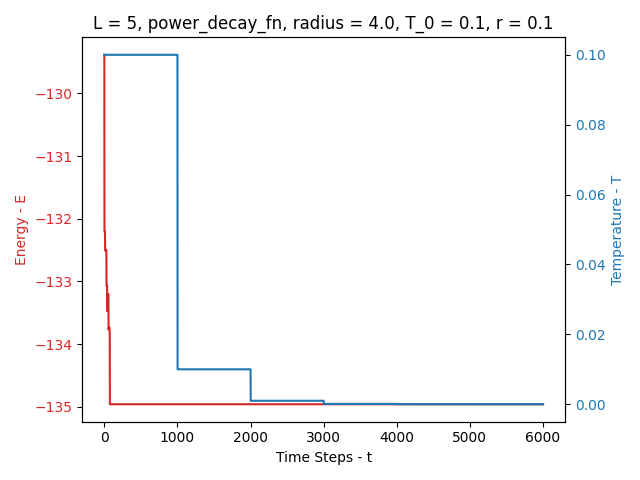 L = 5, power_decay_fn, radius = 4.0, T_0 = 0.1, r = 0.1
Energy - E
−130
−131
−132
−133
−134
−135
0.10
0.08
0.06
0.04
0.02
0.00
Temperature - T
0 1000 2000 3000 4000 5000 6000
Time Steps - t